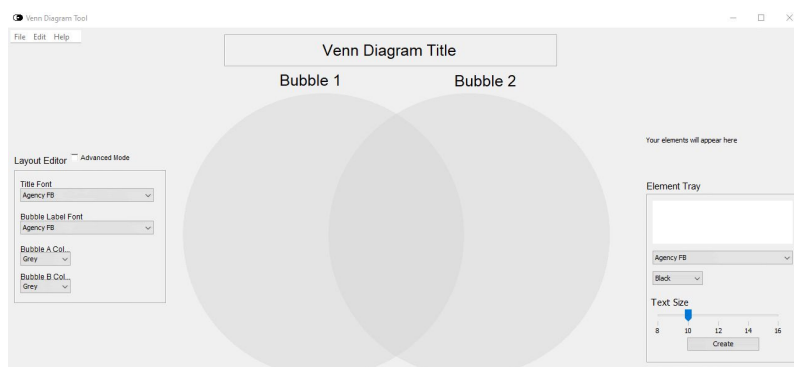 Venn Diagram Tool
File Edit Help
Venn Diagram Title
Bubble 1 Bubble 2
Your elements will appear here
Layout Editor Advanced Mode
Title Font
Agency FB
Bubble Label Font
Agency FB
Bubble A Col...
Grey
Bubble B Col...
Grey
Element Tray
Agency FB
Black
Text Size
8 10 12 14 16
Create